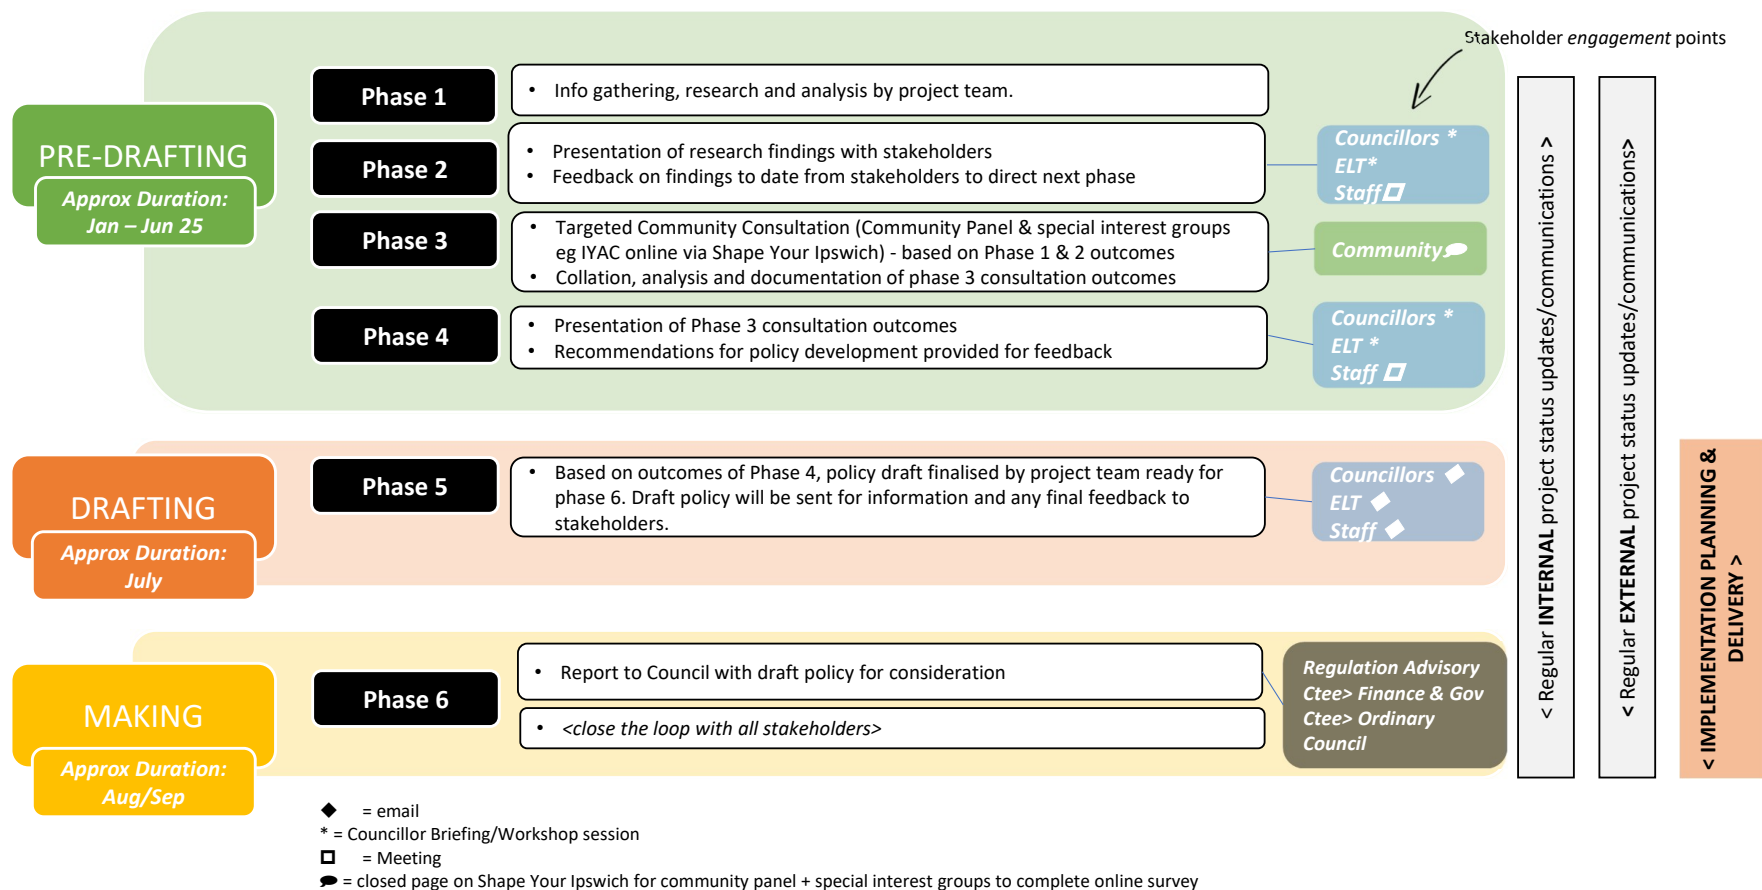 Stakeholder engagement points
PRE-DRAFTING
Approx Duration:
Jan – Jun 25
Phase 1
• Info gathering, research and analysis by project team.
Phase 2
• Presentation of research findings with stakeholders
• Feedback on findings to date from stakeholders to direct next phase
Councillors *
ELT*
Staff
Phase 3
• Targeted Community Consultation (Community Panel & special interest groups
eg IYAC online via Shape Your Ipswich) - based on Phase 1 & 2 outcomes
• Collation, analysis and documentation of phase 3 consultation outcomes
Community
Phase 4
• Presentation of Phase 3 consultation outcomes
• Recommendations for policy development provided for feedback
Councillors *
ELT *
Staff
DRAFTING
Approx Duration:
July
Phase 5
• Based on outcomes of Phase 4, policy draft finalised by project team ready for
phase 6. Draft policy will be sent for information and any final feedback to
stakeholders.
Councillors ◆
ELT ◆
Staff ◆
MAKING
Approx Duration:
Aug/Sep
Phase 6
• Report to Council with draft policy for consideration
• <close the loop with all stakeholders>
Regulation Advisory
Ctee> Finance & Gov
Ctee> Ordinary
Council
< Regular INTERNAL project status updates/communications >
< Regular EXTERNAL project status updates/communications>
< IMPLEMENTATION PLANNING &
DELIVERY >
◆ = email
* = Councillor Briefing/Workshop session
= Meeting
= closed page on Shape Your Ipswich for community panel + special interest groups to complete online survey